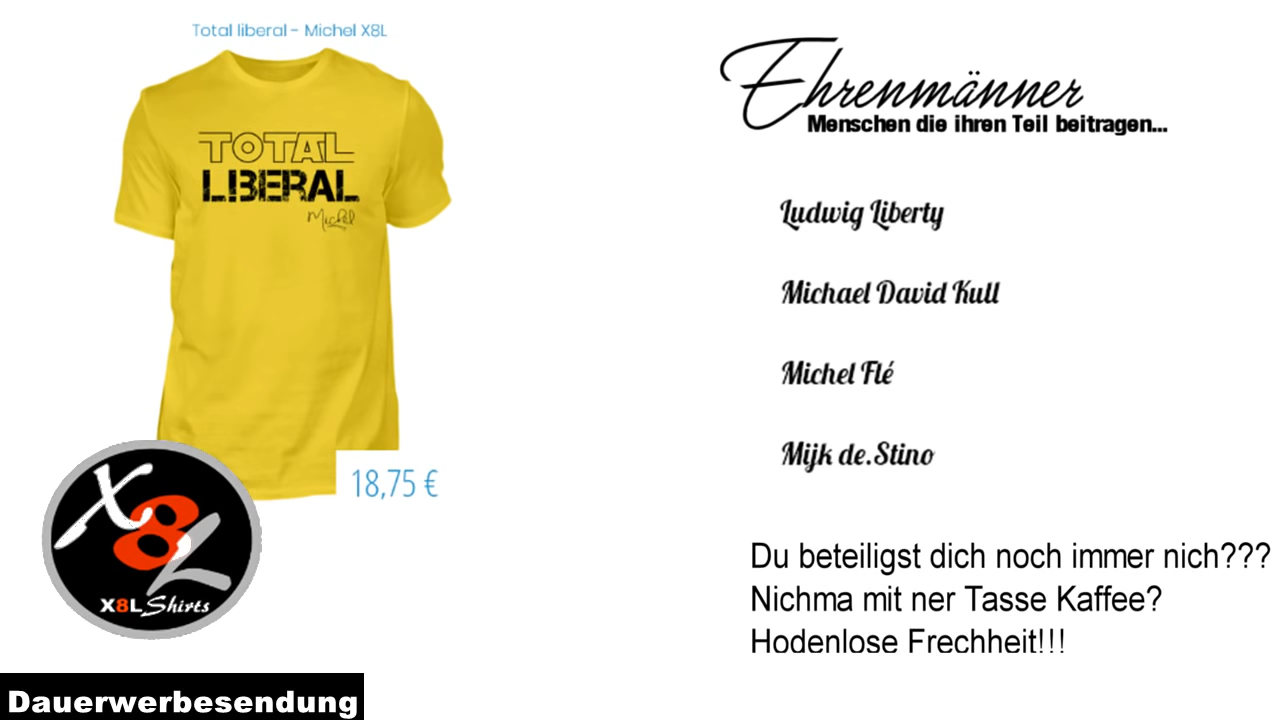 Total liberal - Michel X8L
TOTAL
LIBERAL
Michel
18,75 €
X8L
X8L Shirts
Dauerwerbesendung
Ehrenmänner
Menschen die ihren Teil beitragen...
Ludwig Liberty
Michael David Kull
Michel Flé
Mijk de.Stino
Du beteiligst dich noch immer nich???
Nichma mit ner Tasse Kaffee?
Hodenlose Frechheit!!!